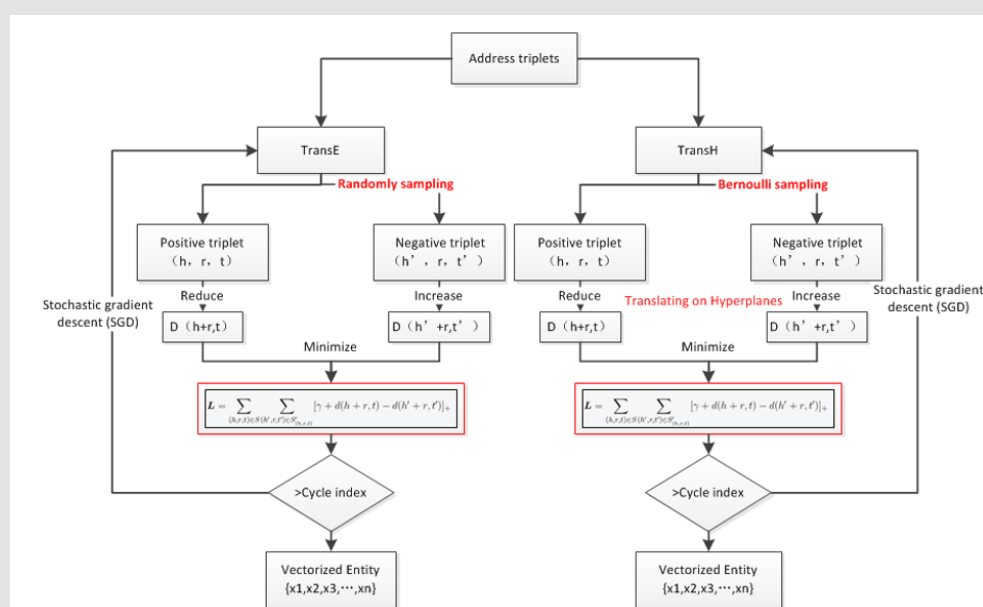 Address triplets
TransE
TransH
Randomly sampling
Bernoulli sampling
Positive triplet
（h, r, t）
Negative triplet
（h’, r, t’）
Positive triplet
（h, r, t）
Negative triplet
（h’, r, t’）
Stochastic gradient
descent (SGD)
Reduce
Increase
Reduce
Translating on Hyperplanes
Increase
Stochastic gradient
descent (SGD)
D（h+r,t）
D（h’+r,t’）
D（h+r,t）
D（h’+r,t’）
Minimize
Minimize
L = ∑(h,r,t)∈S ∑(h′,r,t′)∈S′(h,r,t) [γ + d(h + r, t) − d(h′ + r, t′)]+
L = ∑(h,r,t)∈S ∑(h′,r,t′)∈S′(h,r,t) [γ + d(h + r, t) − d(h′ + r, t′)]+
>Cycle index
>Cycle index
Vectorized Entity
{x1,x2,x3,⋯,xn}
Vectorized Entity
{x1,x2,x3,⋯,xn}